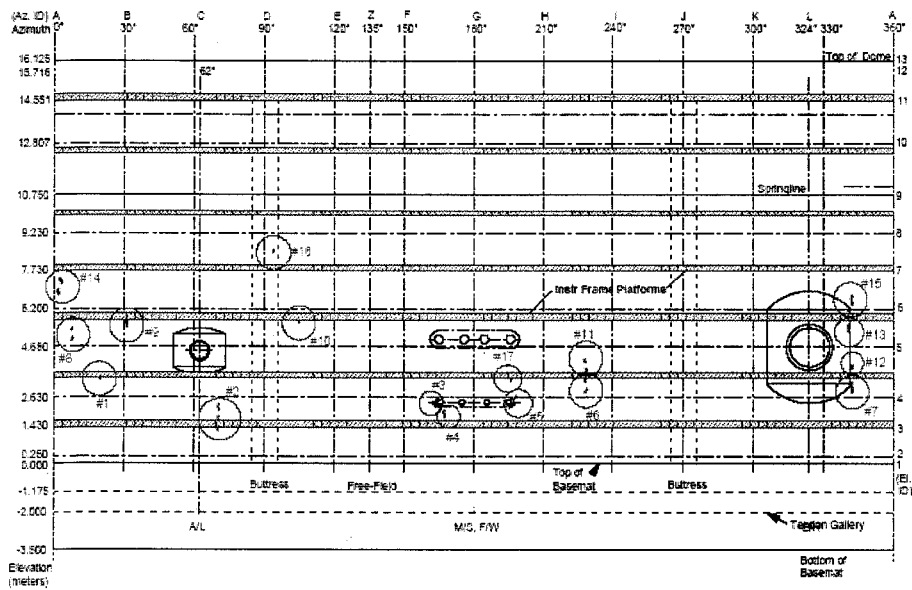 (Az. ID) A B C D E Z F G H I J K L A
Azimuth 0° 30° 60° 90° 120° 135° 150° 180° 210° 240° 270° 300° 324° 330° 360°
16.125 Top of Dome 13
15.716 62° 12
14.551 11
12.807 10
10.750 Springline 9
9.230 8
#16
7.730 7
#14
Instr Frame Platforms #15
6.200 6
#9 #10 #11 #13
#8
4.680 5
#17 #12
#1 #2 #3
2.630 4
#5 #6 #7
#4
1.430 3
0.250 2
0.000 1
Top of
Basemat
(El.
ID)
Buttress Free-Field Buttress
-1.175
-2.000
A/L M/S, F/W Tendon Gallery
-3.500
Elevation
(meters)
Bottom of
Basemat